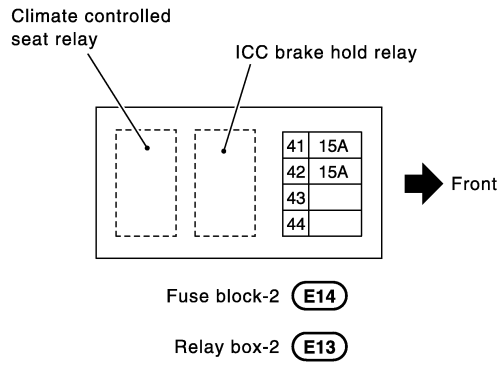 Climate controlled
seat relay
ICC brake hold relay
41 15A
42 15A
43
44
Front
Fuse block-2 E14
Relay box-2 E13